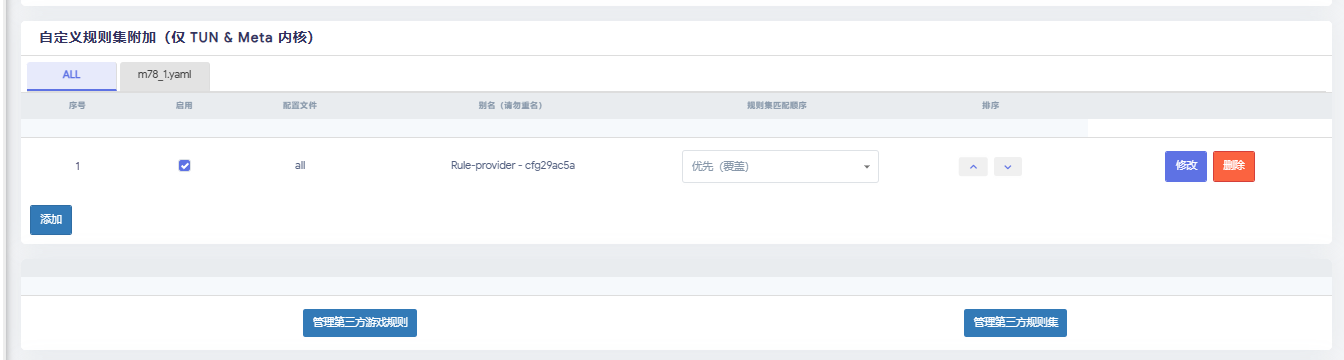 自定义规则集附加（仅 TUN & Meta 内核）
ALL m78_1.yaml
序号 启用 配置文件 别名（请勿重名） 规则集匹配顺序 排序
1 all Rule-provider - cfg29ac5a 优先（覆盖） 修改 删除
添加
管理第三方游戏规则 管理第三方规则集